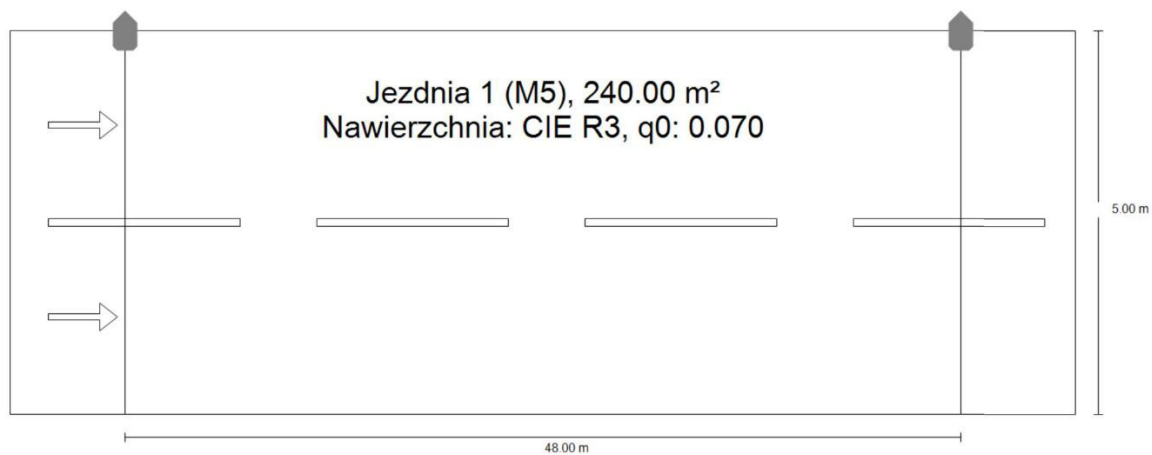 Jezdnia 1 (M5), 240.00 m²
Nawierzchnia: CIE R3, q0: 0.070
5.00 m
48.00 m